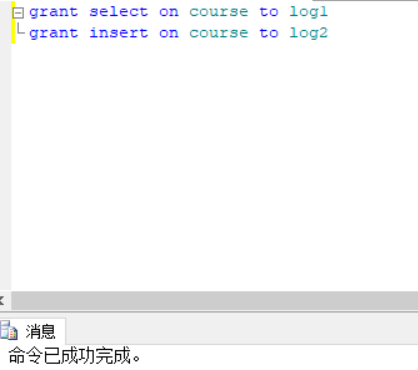 grant select on course to log1
grant insert on course to log2
消息
命令已成功完成。